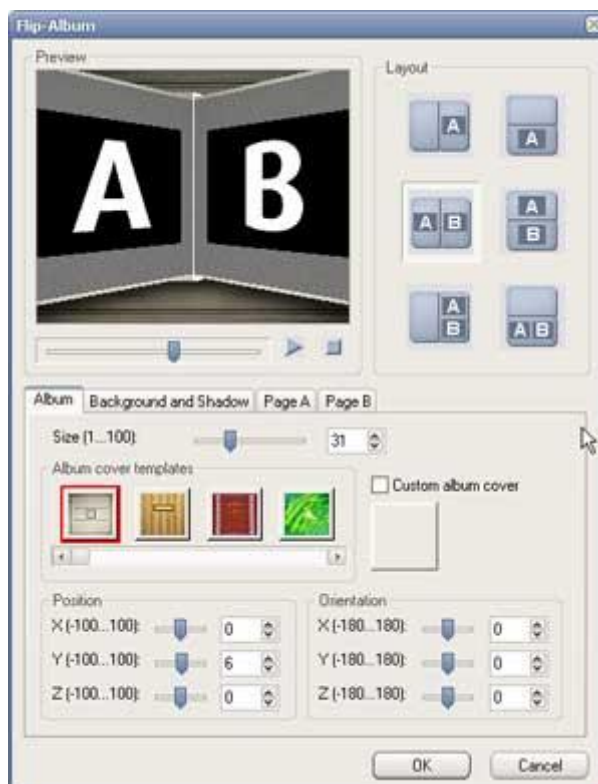 Flip-Album
Preview
A B
Layout
A
A
A B
A
B
A
B
A B
Album Background and Shadow Page A Page B
Size (1...100): 31
Album cover templates
Custom album cover
Position
X (-100...100): 0
Y (-100...100): 6
Z (-100...100): 0
Orientation
X (-180...180): 0
Y (-180...180): 0
Z (-180...180): 0
OK Cancel